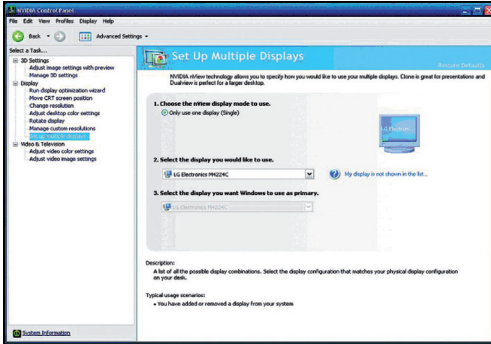 NVIDIA Control Panel
File Edit View Profiles Display Help
Back Advanced Settings
Select a Task...
3D Settings
Adjust image settings with preview
Manage 3D settings
Display
Run display optimization wizard
Move CRT screen position
Change resolution
Adjust desktop color settings
Rotate display
Manage custom resolutions
Set up multiple displays
Video & Television
Adjust video color settings
Adjust video image settings
System Information
Set Up Multiple Displays
Restore Defaults
NVIDIA nView technology allows you to specify how you would like to use your multiple displays. Clone is great for presentations and
Dualview is perfect for a larger desktop.
1. Choose the nView display mode to use.
Only use one display (Single)
LG Electronics
2. Select the display you would like to use.
LG Electronics M4224C
My display is not shown in the list...
3. Select the display you want Windows to use as primary.
LG Electronics M4224C
Description:
A list of all the possible display combinations. Select the display configuration that matches your physical display configuration
on your desk.
Typical usage scenarios:
• You have added or removed a display from your system